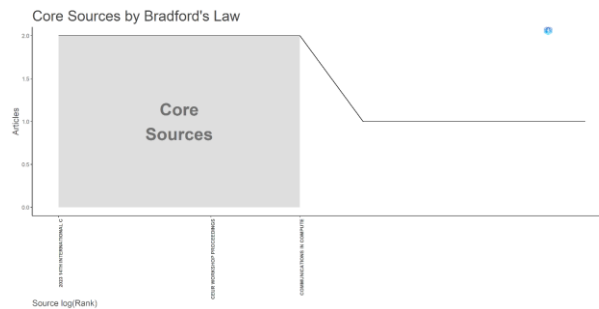 Core Sources by Bradford's Law
2.0
1.5
Articles
1.0
0.5
0.0
Core
Sources
2023 14TH INTERNATIONAL C
CEUR WORKSHOP PROCEEDINGS
COMMUNICATIONS IN COMPUTE
Source log(Rank)